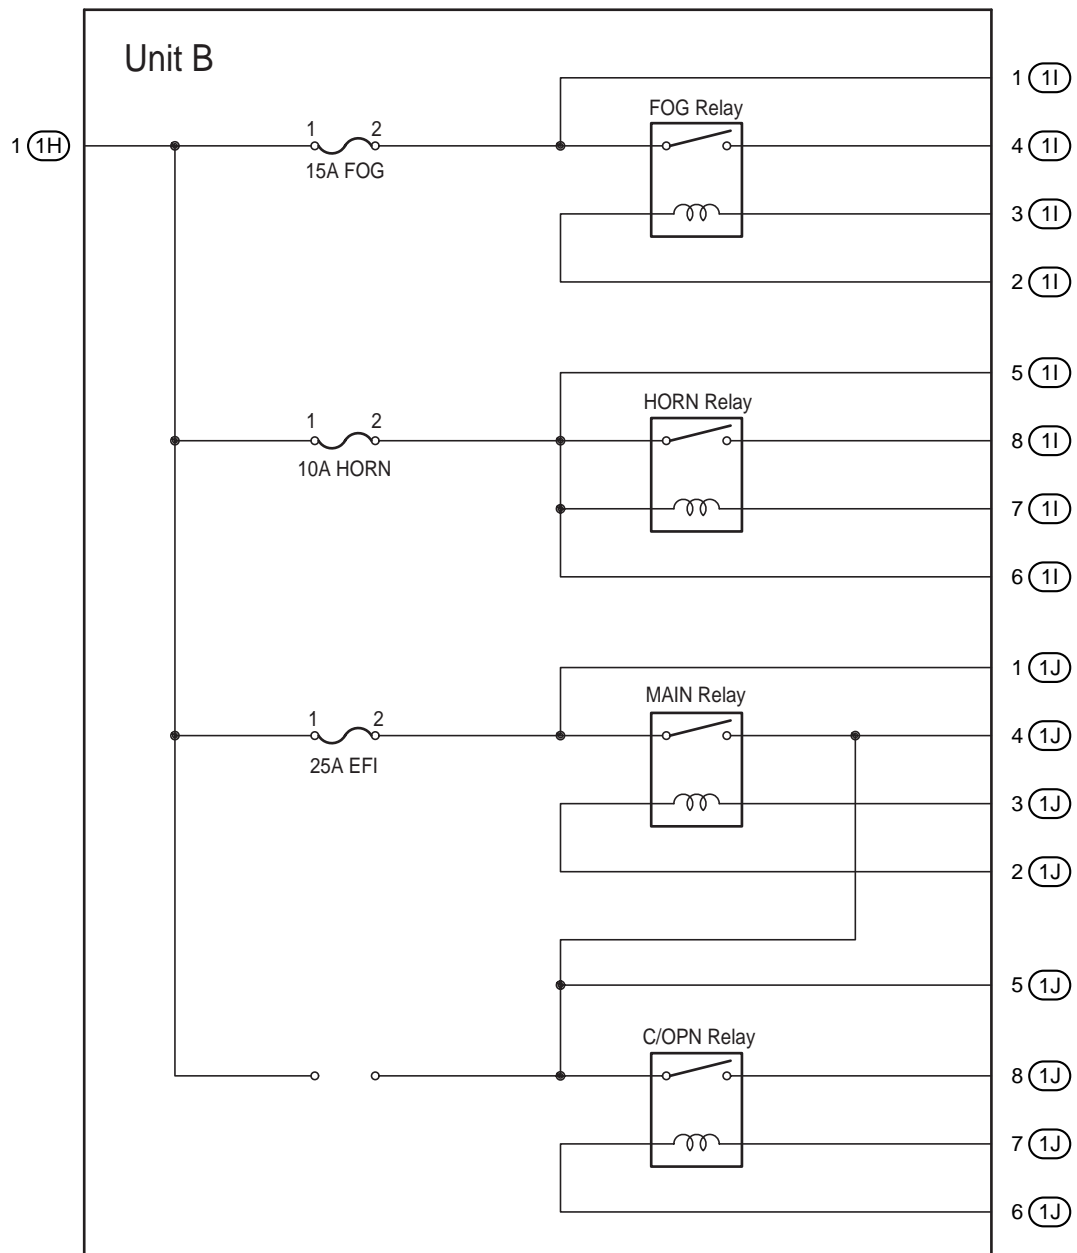 Unit B
1 1I
FOG Relay
1 1H
1 2
4 1I
15A FOG
3 1I
2 1I
5 1I
HORN Relay
1 2
8 1I
10A HORN
7 1I
6 1I
1 1J
MAIN Relay
1 2
4 1J
25A EFI
3 1J
2 1J
5 1J
C/OPN Relay
8 1J
7 1J
6 1J